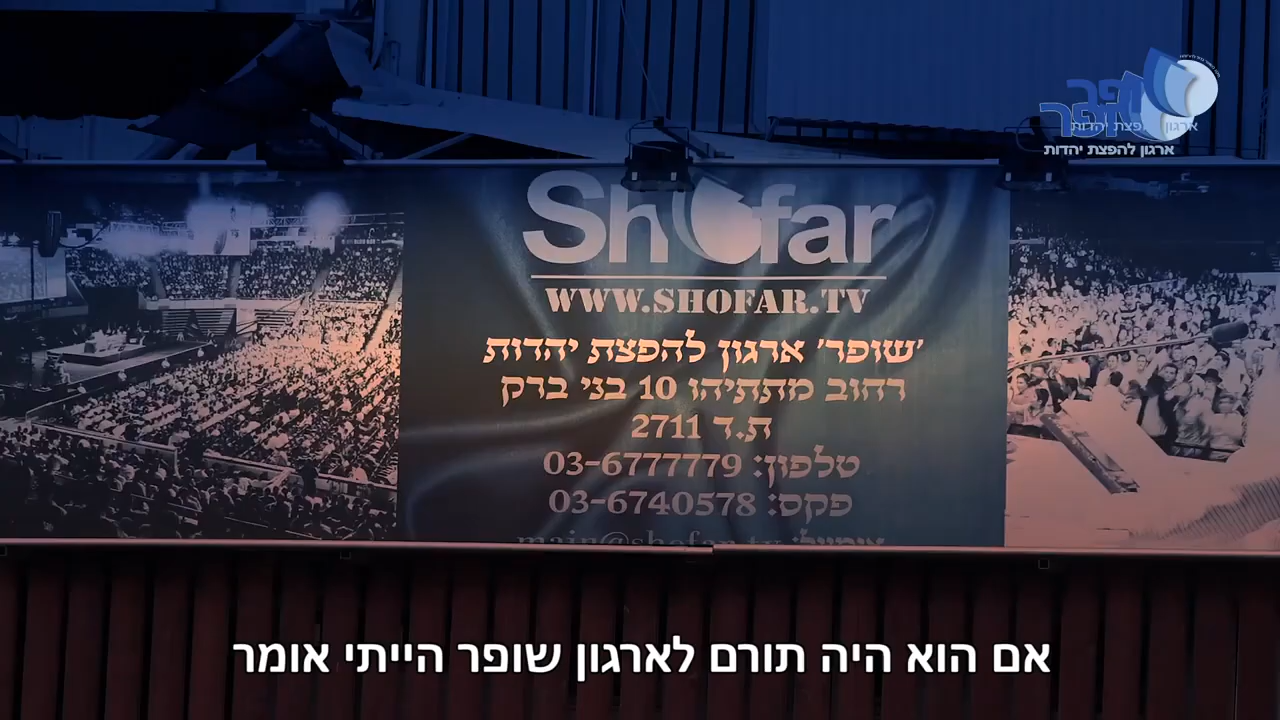 ארגון להפצת יהדות
Shofar
WWW.SHOFAR.TV
'שופר' ארגון להפצת יהדות
רחוב מתתיהו 10 בני ברק
ת.ד 2711
טלפון: 03-6777779
פקס: 03-6740578
אם הוא היה תורם לארגון שופר הייתי אומר